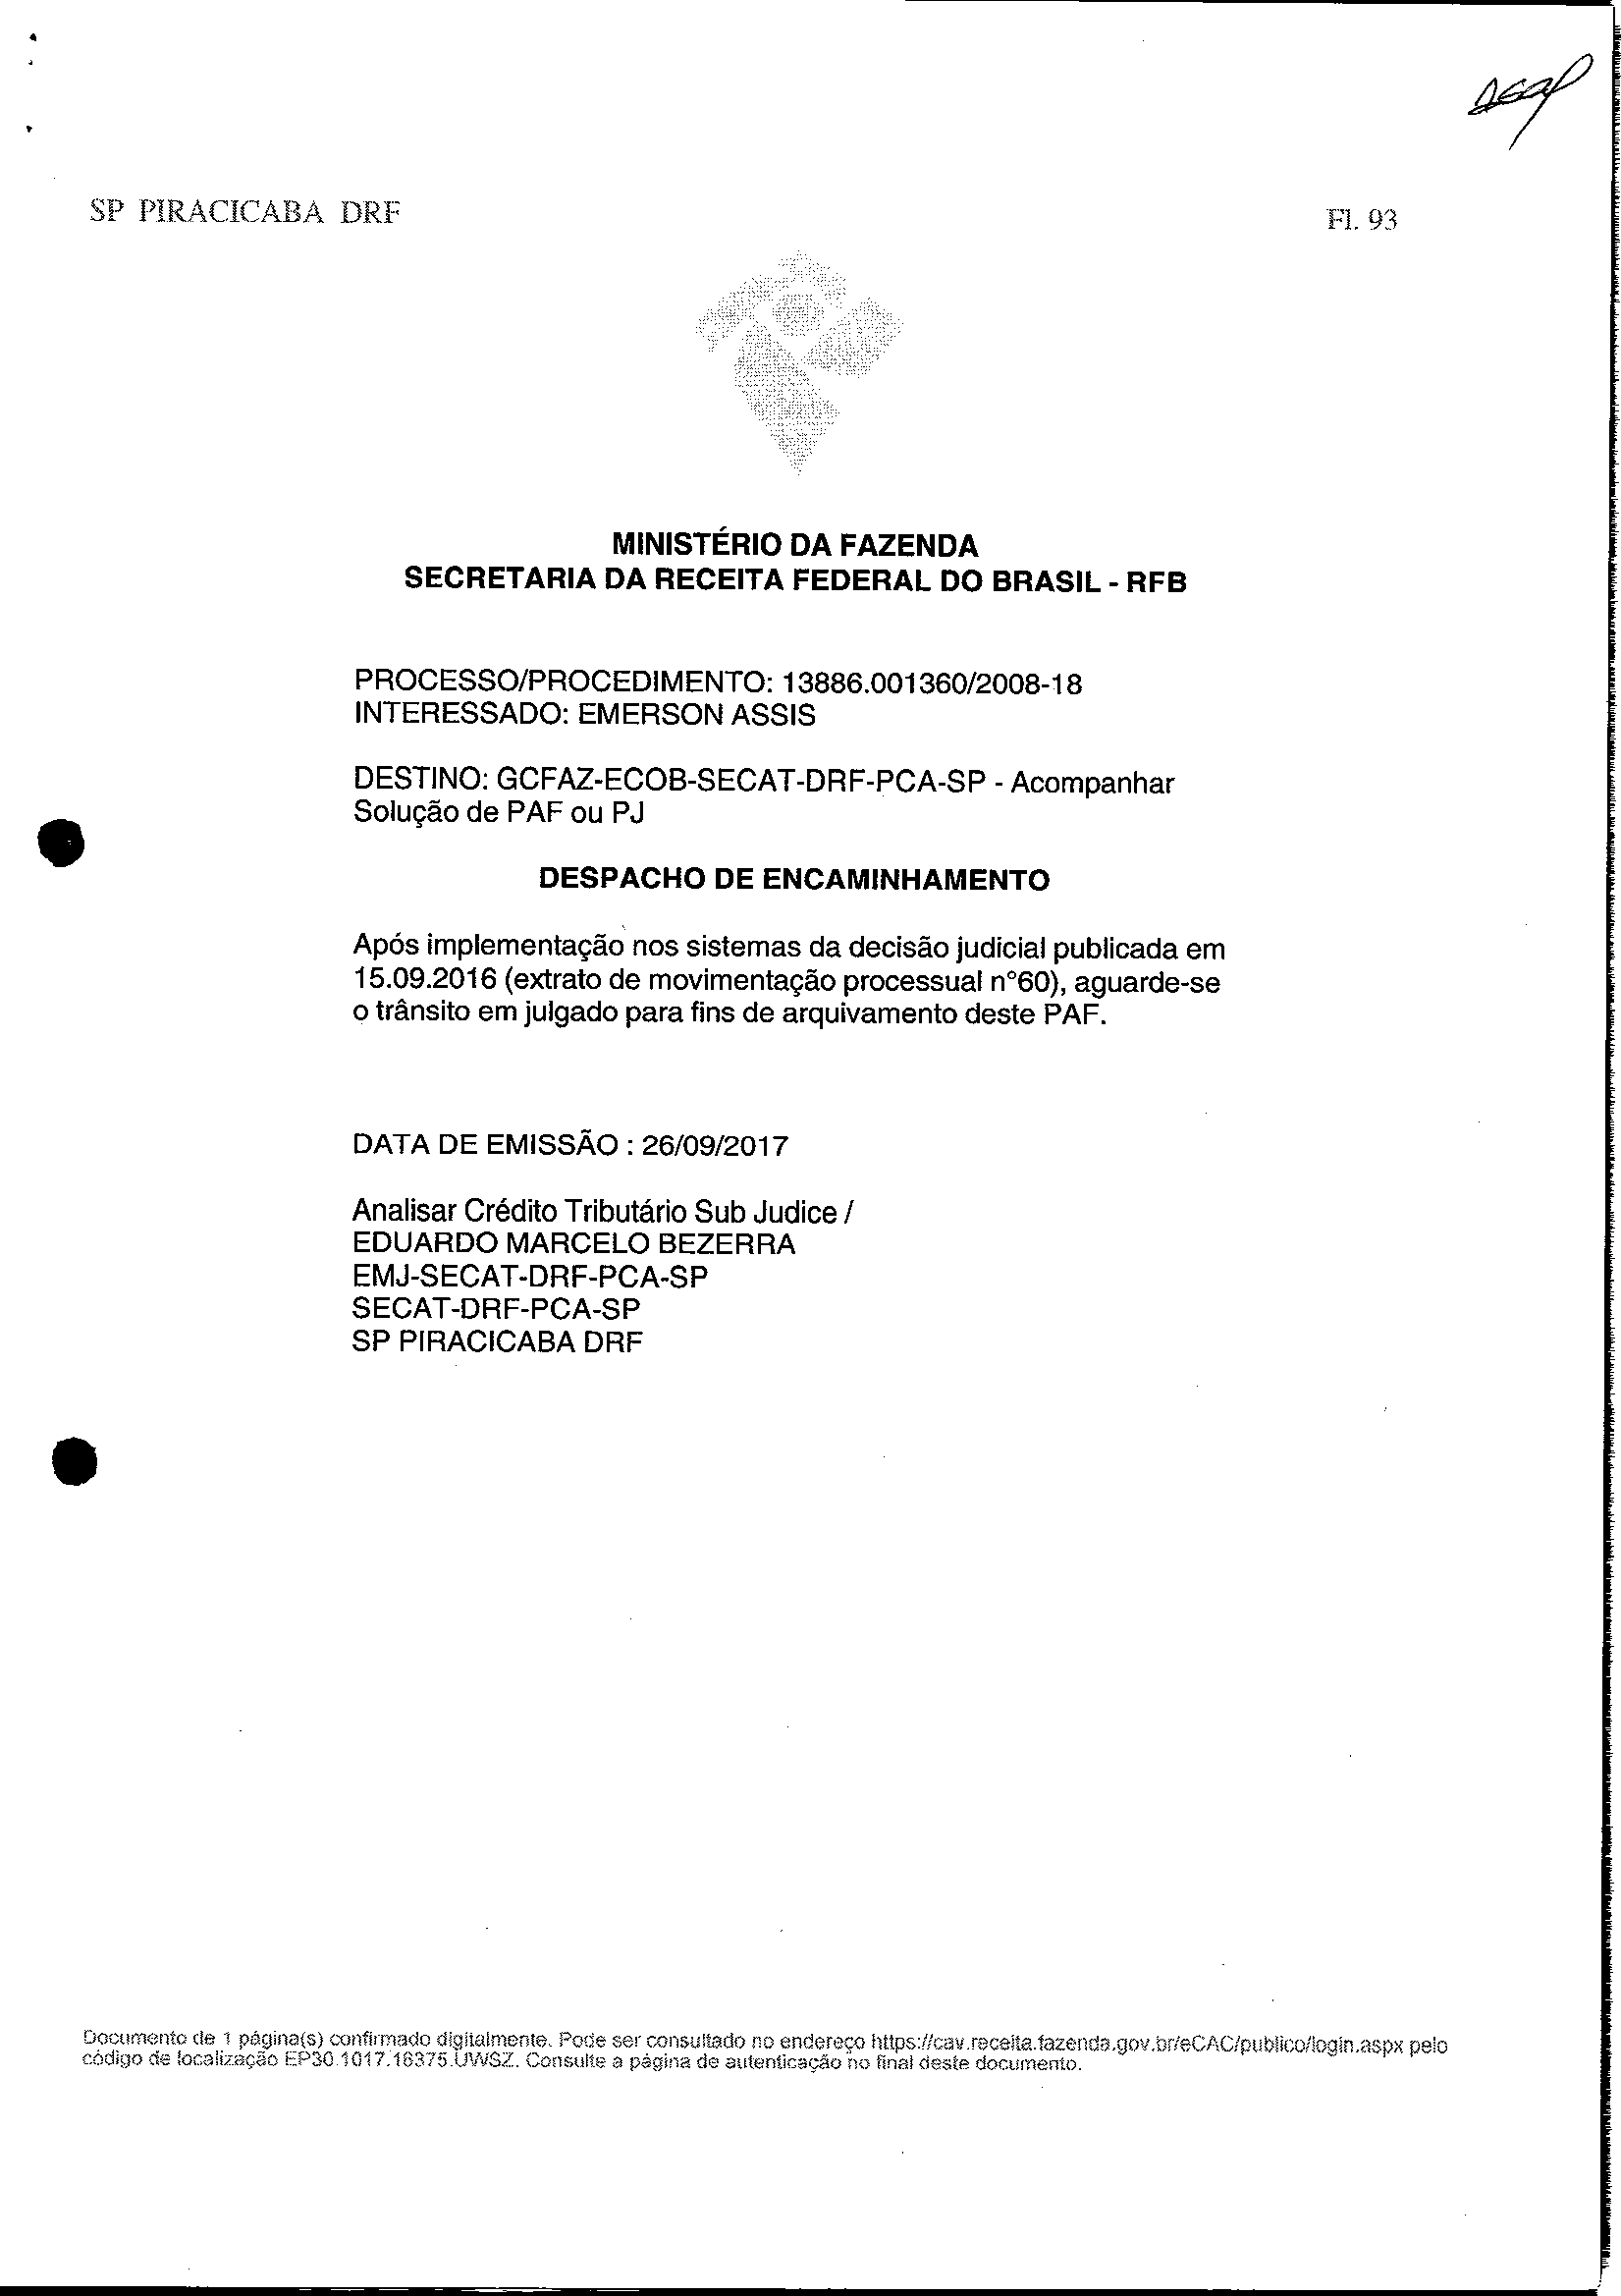 SP PIRACICABA DRF
Fl. 93
MINISTÉRIO DA FAZENDA
SECRETARIA DA RECEITA FEDERAL DO BRASIL - RFB
PROCESSO/PROCEDIMENTO: 13886.001360/2008-18
INTERESSADO: EMERSON ASSIS
DESTINO: GCFAZ-ECOB-SECAT-DRF-PCA-SP - Acompanhar
Solução de PAF ou PJ
DESPACHO DE ENCAMINHAMENTO
Após implementação nos sistemas da decisão judicial publicada em
15.09.2016 (extrato de movimentação processual n°60), aguarde-se
o trânsito em julgado para fins de arquivamento deste PAF.
DATA DE EMISSÃO : 26/09/2017
Analisar Crédito Tributário Sub Judice /
EDUARDO MARCELO BEZERRA
EMJ-SECAT-DRF-PCA-SP
SECAT-DRF-PCA-SP
SP PIRACICABA DRF
Documento de 1 página(s) confirmado digitalmente. Pode ser consultado no endereço https://cav.receita.fazenda.gov.br/eCAC/publico/login.aspx pelo
código de localização EP30.1017.16375.UWSZ. Consulte a página de autenticação no final deste documento.